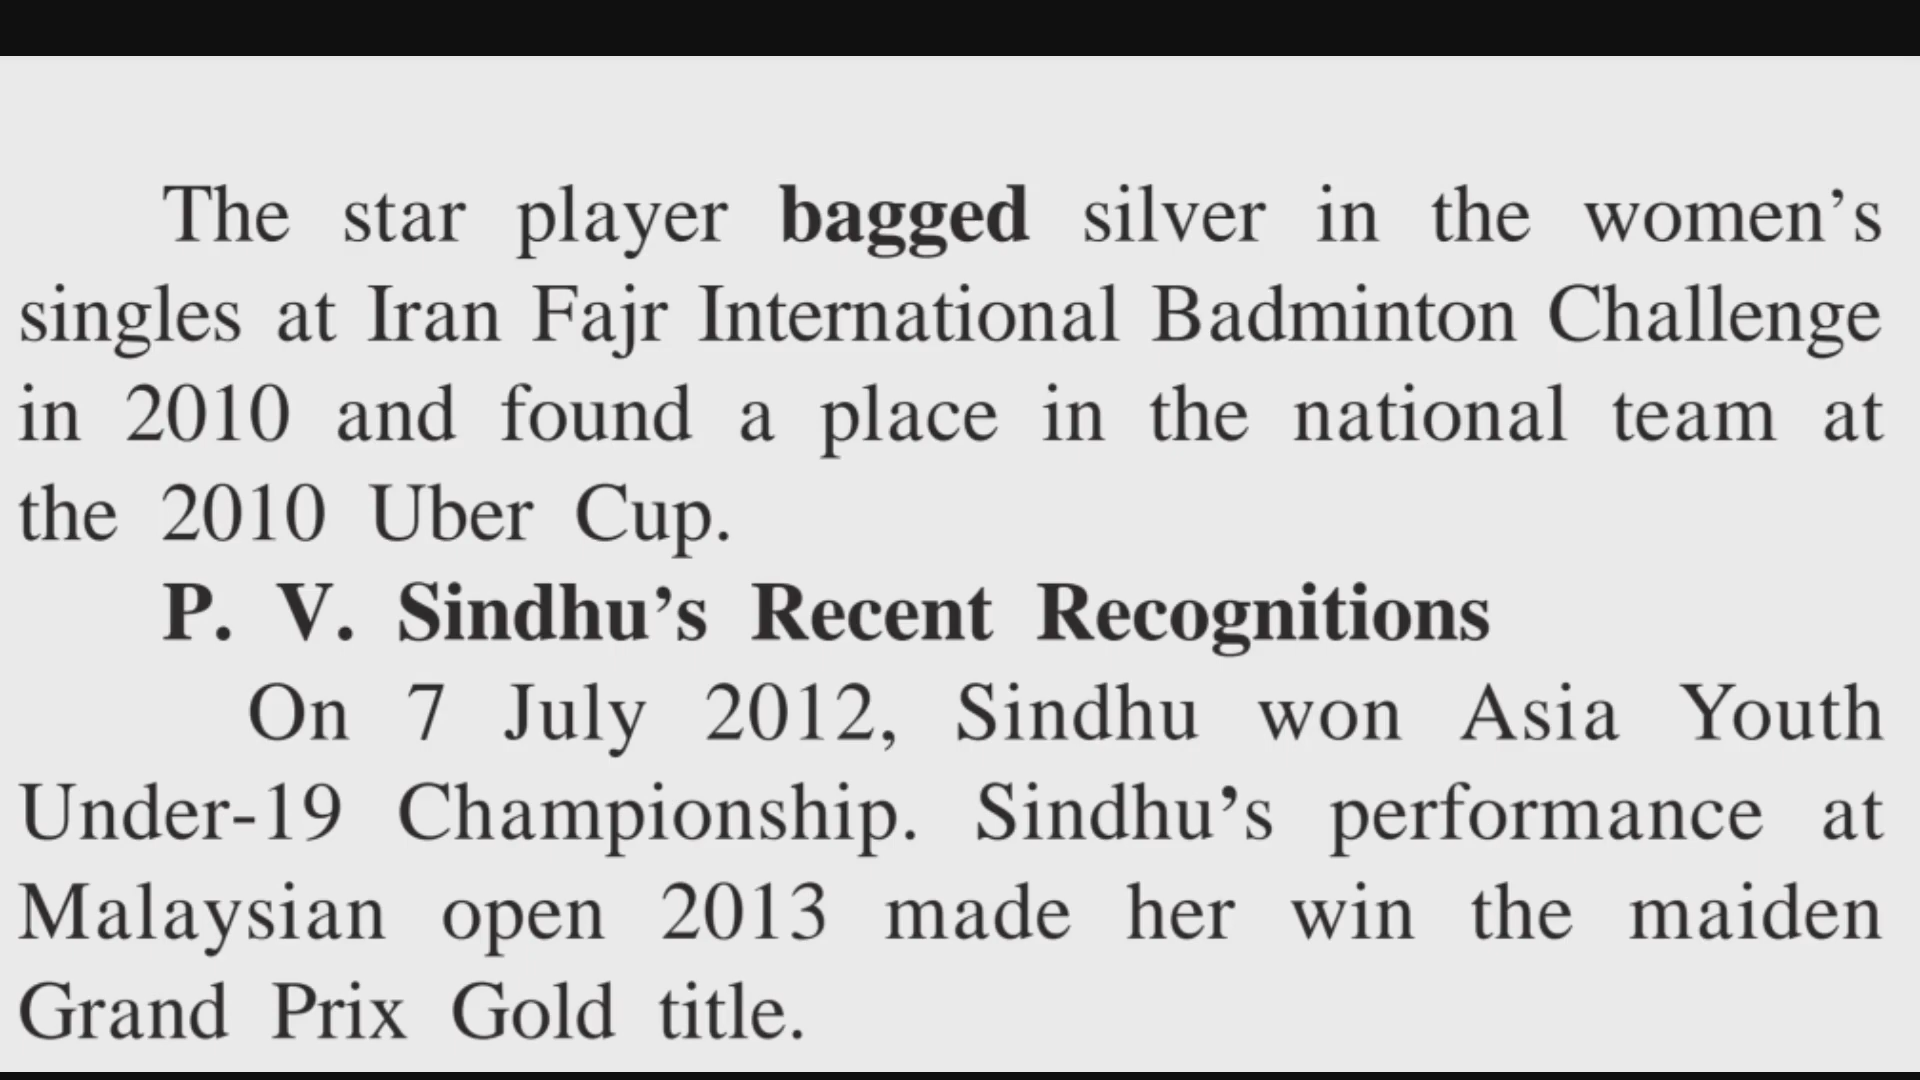 The star player bagged silver in the women’s
singles at Iran Fajr International Badminton Challenge
in 2010 and found a place in the national team at
the 2010 Uber Cup.
P. V. Sindhu’s Recent Recognitions
On 7 July 2012, Sindhu won Asia Youth
Under-19 Championship. Sindhu’s performance at
Malaysian open 2013 made her win the maiden
Grand Prix Gold title.